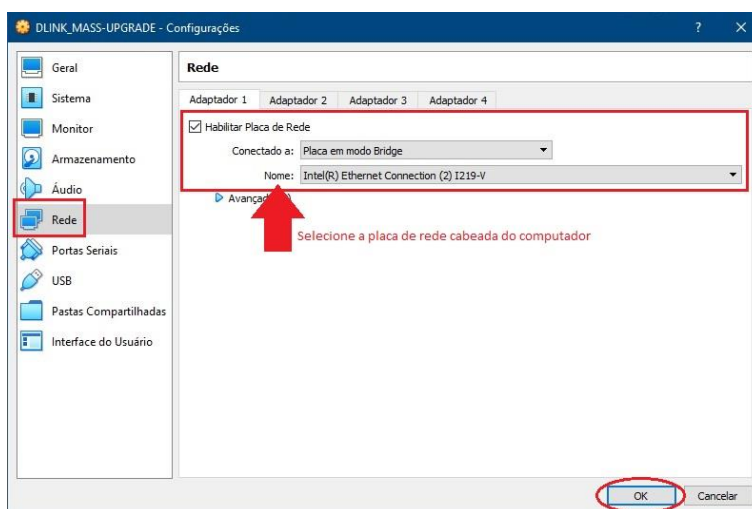 DLINK_MASS-UPGRADE - Configurações
Geral
Sistema
Monitor
Armazenamento
Áudio
Rede
Portas Seriais
USB
Pastas Compartilhadas
Interface do Usuário
Rede
Adaptador 1 Adaptador 2 Adaptador 3 Adaptador 4
Habilitar Placa de Rede
Conectado a: Placa em modo Bridge
Nome: Intel(R) Ethernet Connection (2) I219-V
Selecione a placa de rede cabeada do computador
OK Cancelar